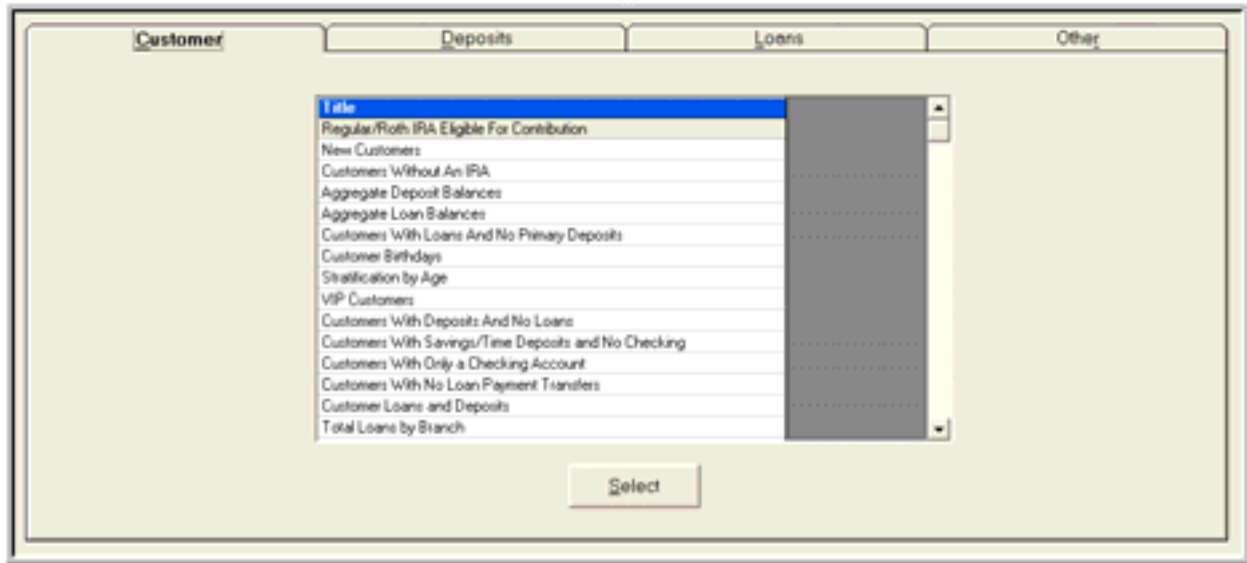 Customer Deposits Loans Other
Title
Regular/Roth IRA Eligible For Contribution
New Customers
Customers Without An IRA
Aggregate Deposit Balances
Aggregate Loan Balances
Customers With Loans And No Primary Deposits
Customer Birthdays
Stratification by Age
VIP Customers
Customers With Deposits And No Loans
Customers With Savings/Time Deposits and No Checking
Customers With Only a Checking Account
Customers With No Loan Payment Transfers
Customer Loans and Deposits
Total Loans by Branch
Select